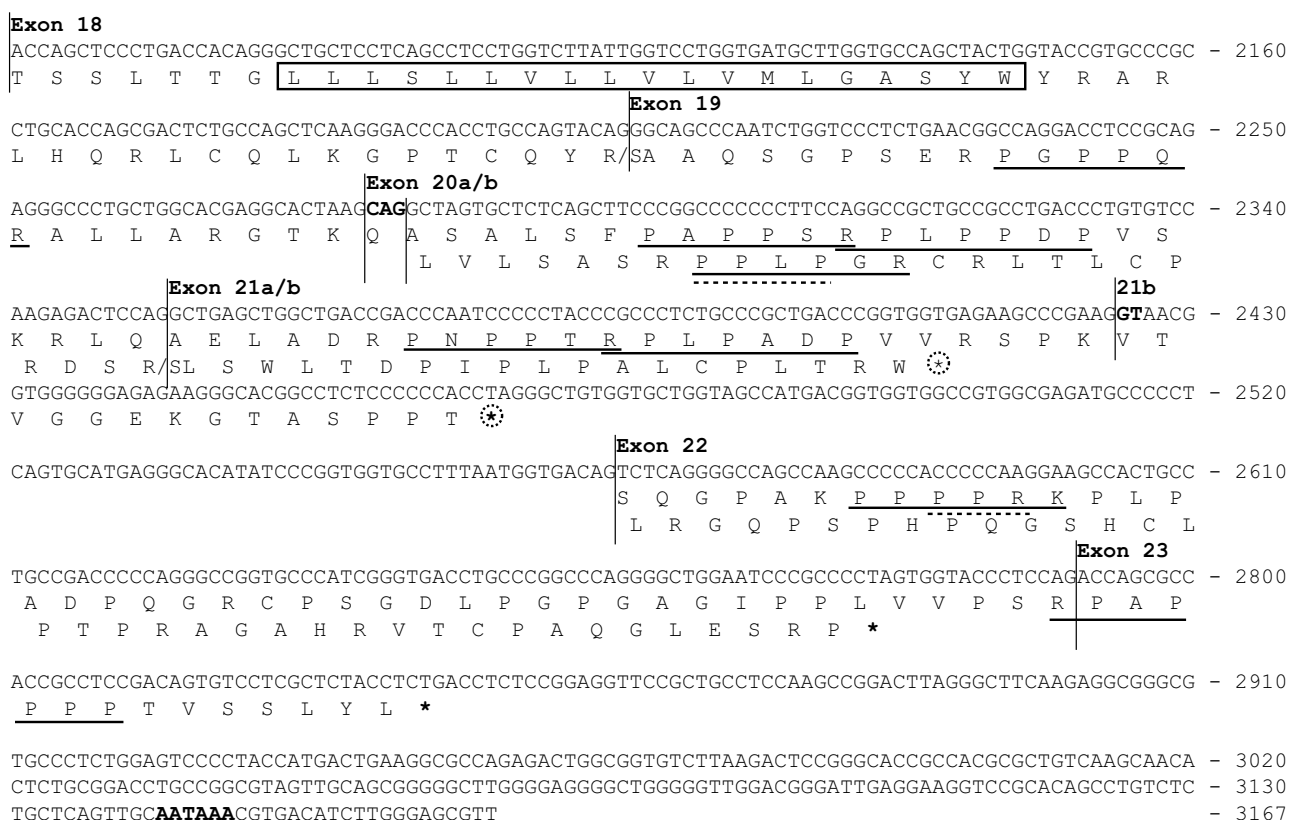 Exon 18
ACCAGCTCCCTGACCACAGGGCTGCTCCTCAGCCTCCTGGTCTTATTGGTCCTGGTGATGCTTGGTGCCAGCTACTGGTACCGTGCCCGC - 2160
T S S L T T G L L L S L L V L L V L V M L G A S Y W Y R A R
Exon 19
CTGCACCAGCGACTCTGCCAGCTCAAGGGACCCACCTGCCAGTACAGGGCAGCCCAATCTGGTCCCTCTGAACGGCCAGGACCTCCGCAG - 2250
L H Q R L C Q L K G P T C Q Y R/SA A Q S G P S E R P G P P Q
Exon 20a/b
AGGGCCCTGCTGGCACGAGGCACTAAGCAGGCTAGTGCTCTCAGCTTCCCGGCCCCCCCTTCCAGGCCGCTGCCGCCTGACCCTGTGTCC - 2340
R A L L A R G T K Q A S A L S F P A P P S R P L P P D P V S
L V L S A S R P P L P G R C R L T L C P
Exon 21a/b 21b
AAGAGACTCCAGGCTGAGCTGGCTGACCGACCCAATCCCCCTACCCGCCCTCTGCCCGCTGACCCGGTGGTGAGAAGCCCGAAGGTAACG - 2430
K R L Q A E L A D R P N P P T R P L P A D P V V R S P K V T
R D S R/SL S W L T D P I P L P A L C P L T R W *
GTGGGGGGAGAGAAGGGCACGGCCTCTCCCCCCACCTAGGGCTGTGGTGCTGGTAGCCATGACGGTGGTGGCCGTGGCGAGATGCCCCCT - 2520
V G G E K G T A S P P T *
Exon 22
CAGTGCATGAGGGCACATATCCCGGTGGTGCCTTTAATGGTGACAGTCTCAGGGGCCAGCCAAGCCCCCACCCCCAAGGAAGCCACTGCC - 2610
S Q G P A K P P P P R K P L P
L R G Q P S P H P Q G S H C L
Exon 23
TGCCGACCCCCAGGGCCGGTGCCCATCGGGTGACCTGCCCGGCCCAGGGGCTGGAATCCCGCCCCTAGTGGTACCCTCCAGACCAGCGCC - 2800
A D P Q G R C P S G D L P G P G A G I P P L V V P S R P A P
P T P R A G A H R V T C P A Q G L E S R P *
ACCGCCTCCGACAGTGTCCTCGCTCTACCTCTGACCTCTCCGGAGGTTCCGCTGCCTCCAAGCCGGACTTAGGGCTTCAAGAGGCGGGCG - 2910
P P P T V S S L Y L *
TGCCCTCTGGAGTCCCCTACCATGACTGAAGGCGCCAGAGACTGGCGGTGTCTTAAGACTCCGGGCACCGCCACGCGCTGTCAAGCAACA - 3020
CTCTGCGGACCTGCCGGCGTAGTTGCAGCGGGGGCTTGGGGAGGGGCTGGGGGTTGGACGGGATTGAGGAAGGTCCGCACAGCCTGTCTC - 3130
TGCTCAGTTGCAATAAACGTGACATCTTGGGAGCGTT - 3167